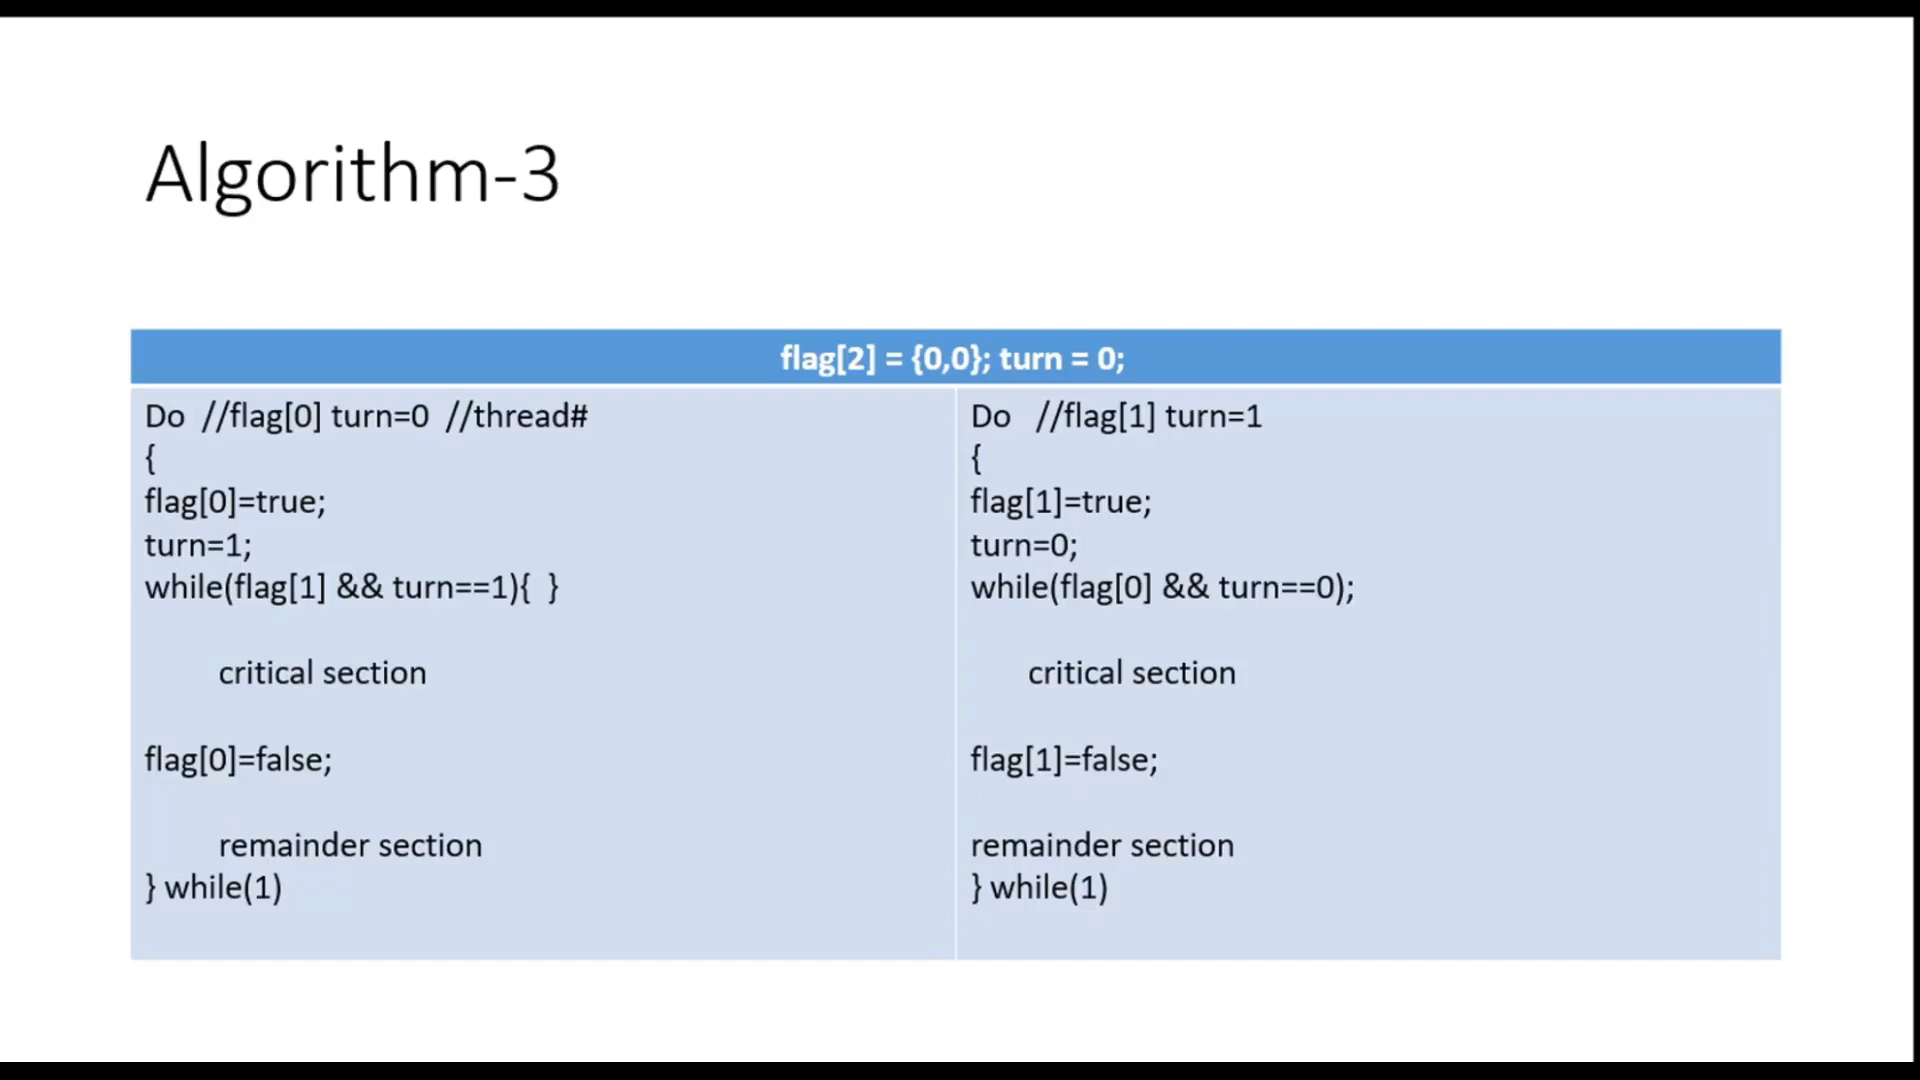 Algorithm-3
flag[2] = {0,0}; turn = 0;
Do //flag[0] turn=0 //thread#
{
flag[0]=true;
turn=1;
while(flag[1] && turn==1){ }
critical section
flag[0]=false;
remainder section
} while(1)
Do //flag[1] turn=1
{
flag[1]=true;
turn=0;
while(flag[0] && turn==0);
critical section
flag[1]=false;
remainder section
} while(1)